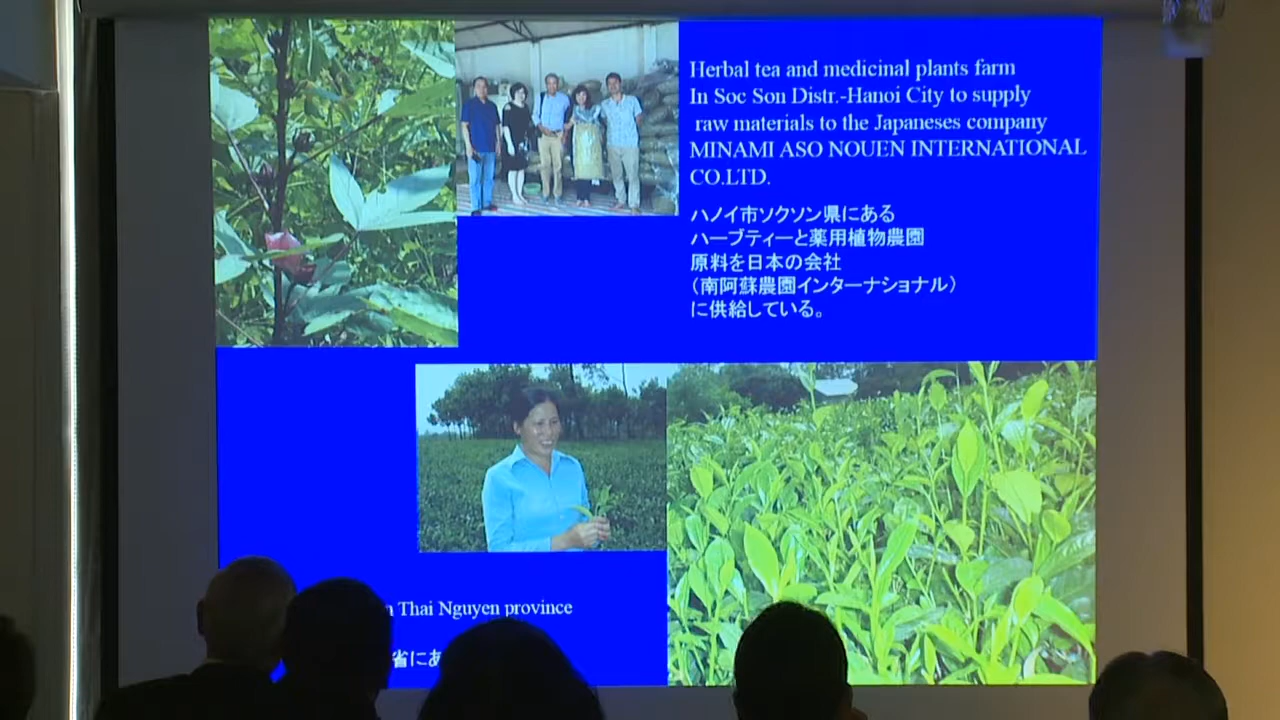 Herbal tea and medicinal plants farm
In Soc Son Distr.-Hanoi City to supply
raw materials to the Japaneses company
MINAMI ASO NOUEN INTERNATIONAL
CO.LTD.
ハノイ市ソクソン県にある
ハーブティーと薬用植物農園
原料を日本の会社
（南阿蘇農園インターナショナル）
に供給している。
Thai Nguyen province
省にあ